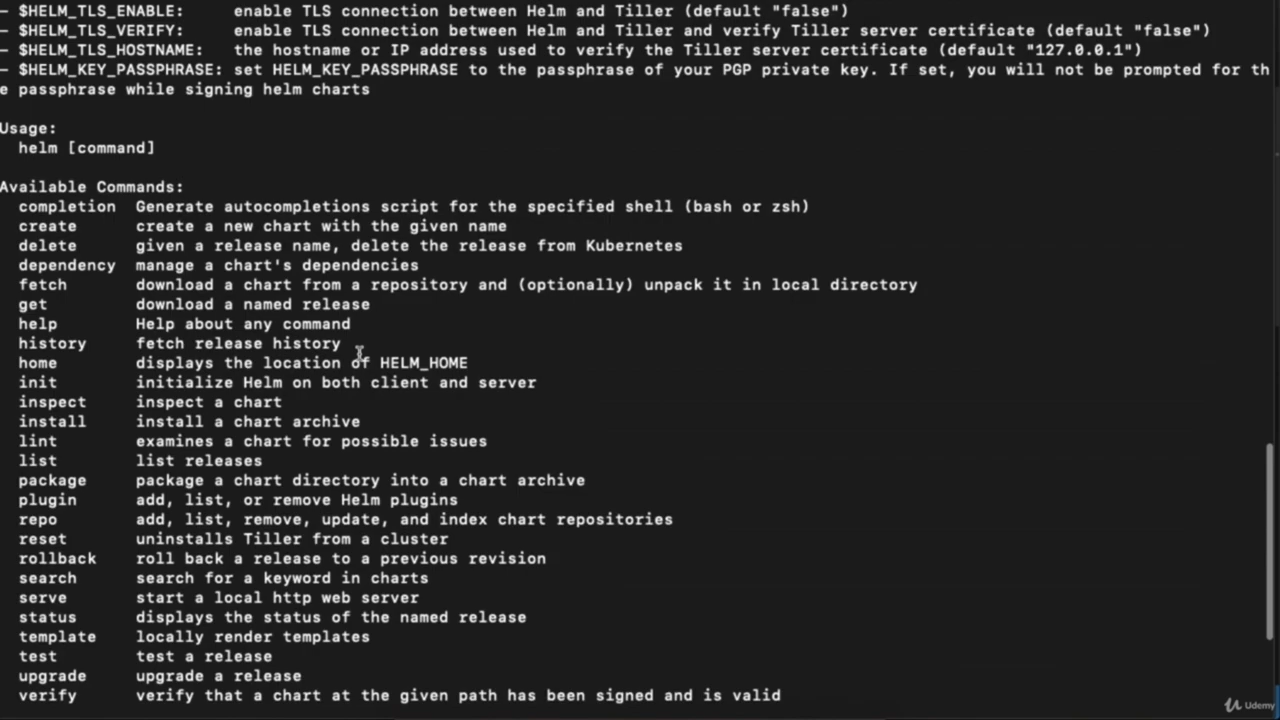 – $HELM_TLS_ENABLE: enable TLS connection between Helm and Tiller (default "false")
– $HELM_TLS_VERIFY: enable TLS connection between Helm and Tiller and verify Tiller server certificate (default "false")
– $HELM_TLS_HOSTNAME: the hostname or IP address used to verify the Tiller server certificate (default "127.0.0.1")
– $HELM_KEY_PASSPHRASE: set HELM_KEY_PASSPHRASE to the passphrase of your PGP private key. If set, you will not be prompted for th
e passphrase while signing helm charts
Usage:
helm [command]
Available Commands:
completion Generate autocompletions script for the specified shell (bash or zsh)
create create a new chart with the given name
delete given a release name, delete the release from Kubernetes
dependency manage a chart's dependencies
fetch download a chart from a repository and (optionally) unpack it in local directory
get download a named release
help Help about any command
history fetch release history
home displays the location of HELM_HOME
init initialize Helm on both client and server
inspect inspect a chart
install install a chart archive
lint examines a chart for possible issues
list list releases
package package a chart directory into a chart archive
plugin add, list, or remove Helm plugins
repo add, list, remove, update, and index chart repositories
reset uninstalls Tiller from a cluster
rollback roll back a release to a previous revision
search search for a keyword in charts
serve start a local http web server
status displays the status of the named release
template locally render templates
test test a release
upgrade upgrade a release
verify verify that a chart at the given path has been signed and is valid
Udemy